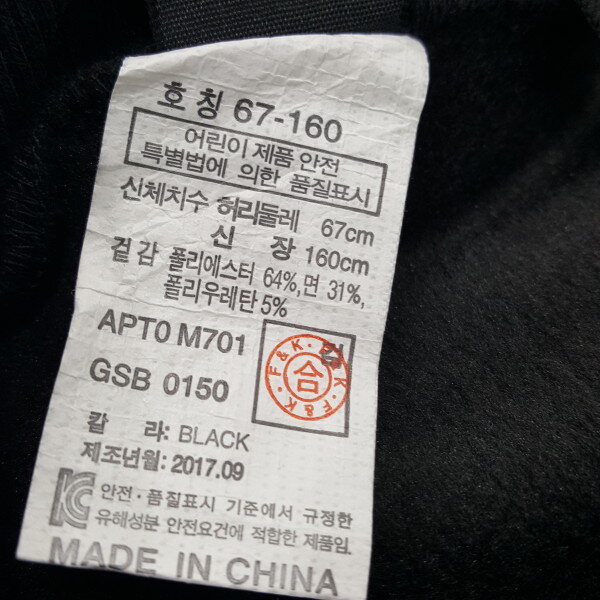 호칭 67-160
어린이 제품 안전
특별법에 의한 품질표시
신체치수 허리둘레 67cm
신 장 160cm
겉감 폴리에스터 64%,면 31%,
폴리우레탄 5%
APT0 M701
GSB 0150
검
F&K·F&K·F&K
합
칼 라: BLACK
제조년월: 2017.09
안전·품질표시 기준에서 규정한
유해성분 안전요건에 적합한 제품임
MADE IN CHINA